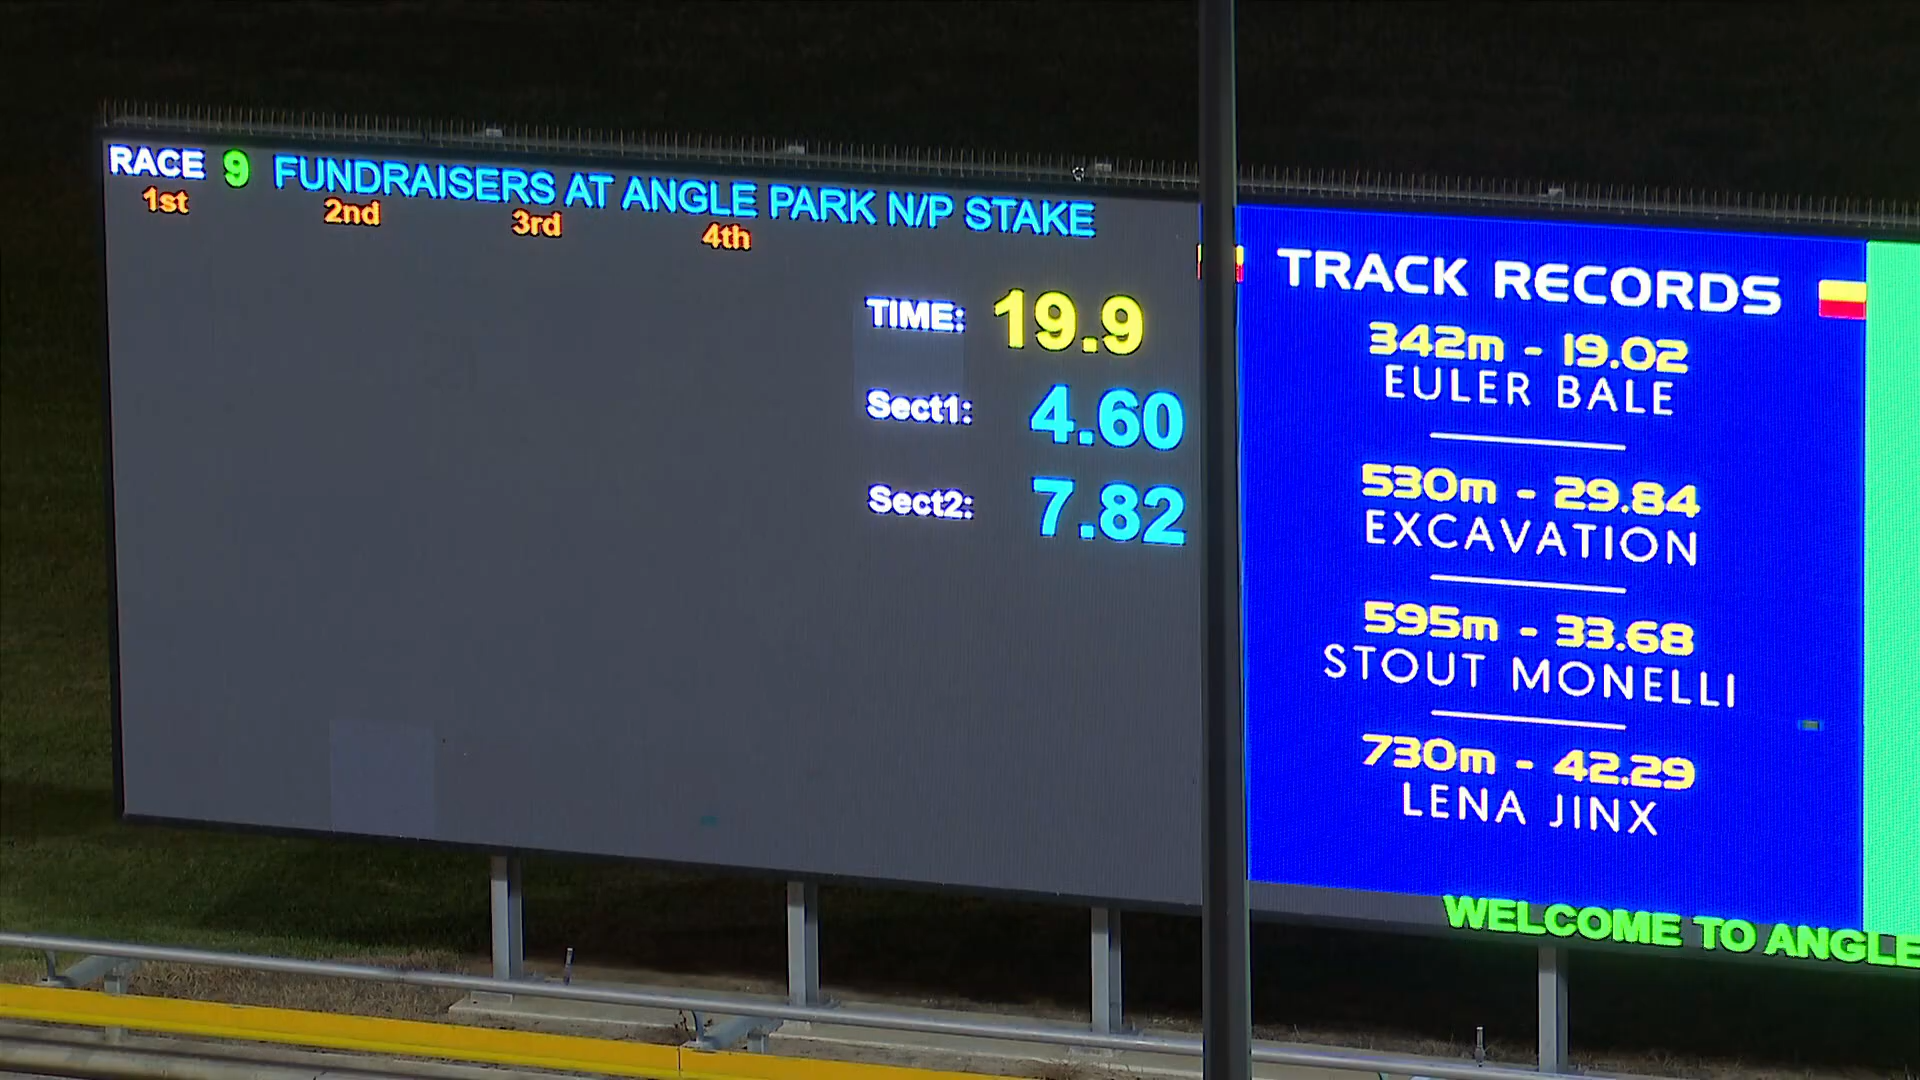 RACE 9 FUNDRAISERS AT ANGLE PARK N/P STAKE
1st 2nd 3rd 4th
TIME: 19.9
Sect1: 4.60
Sect2: 7.82
TRACK RECORDS
342m - 19.02
EULER BALE
530m - 29.84
EXCAVATION
595m - 33.68
STOUT MONELLI
730m - 42.29
LENA JINX
WELCOME TO ANGLE